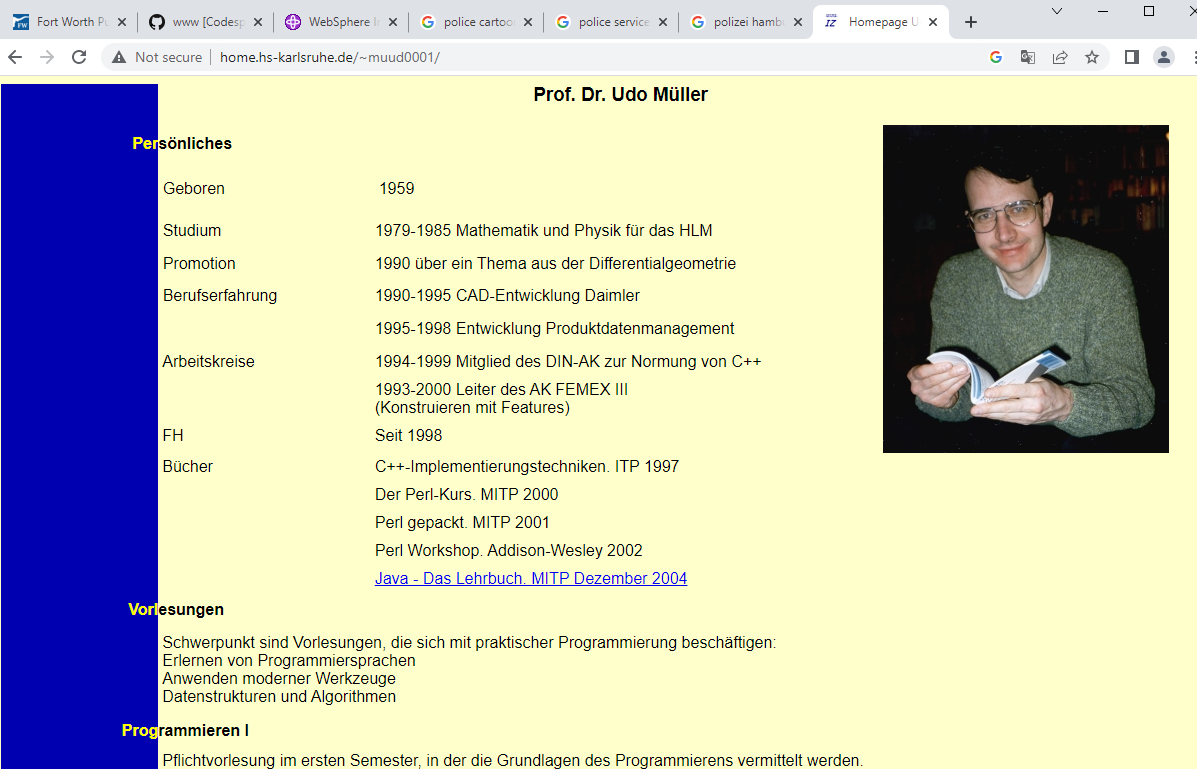 Fort Worth Pu
www [Codesp
WebSphere In
police cartoo
police service
polizei hambu
Homepage U
Not secure
home.hs-karlsruhe.de/~muud0001/
Prof. Dr. Udo Müller
Persönliches
Geboren 1959
Studium 1979-1985 Mathematik und Physik für das HLM
Promotion 1990 über ein Thema aus der Differentialgeometrie
Berufserfahrung 1990-1995 CAD-Entwicklung Daimler
1995-1998 Entwicklung Produktdatenmanagement
Arbeitskreise 1994-1999 Mitglied des DIN-AK zur Normung von C++
1993-2000 Leiter des AK FEMEX III
(Konstruieren mit Features)
FH Seit 1998
Bücher C++-Implementierungstechniken. ITP 1997
Der Perl-Kurs. MITP 2000
Perl gepackt. MITP 2001
Perl Workshop. Addison-Wesley 2002
Java - Das Lehrbuch. MITP Dezember 2004
Vorlesungen
Schwerpunkt sind Vorlesungen, die sich mit praktischer Programmierung beschäftigen:
Erlernen von Programmiersprachen
Anwenden moderner Werkzeuge
Datenstrukturen und Algorithmen
Programmieren I
Pflichtvorlesung im ersten Semester, in der die Grundlagen des Programmierens vermittelt werden.